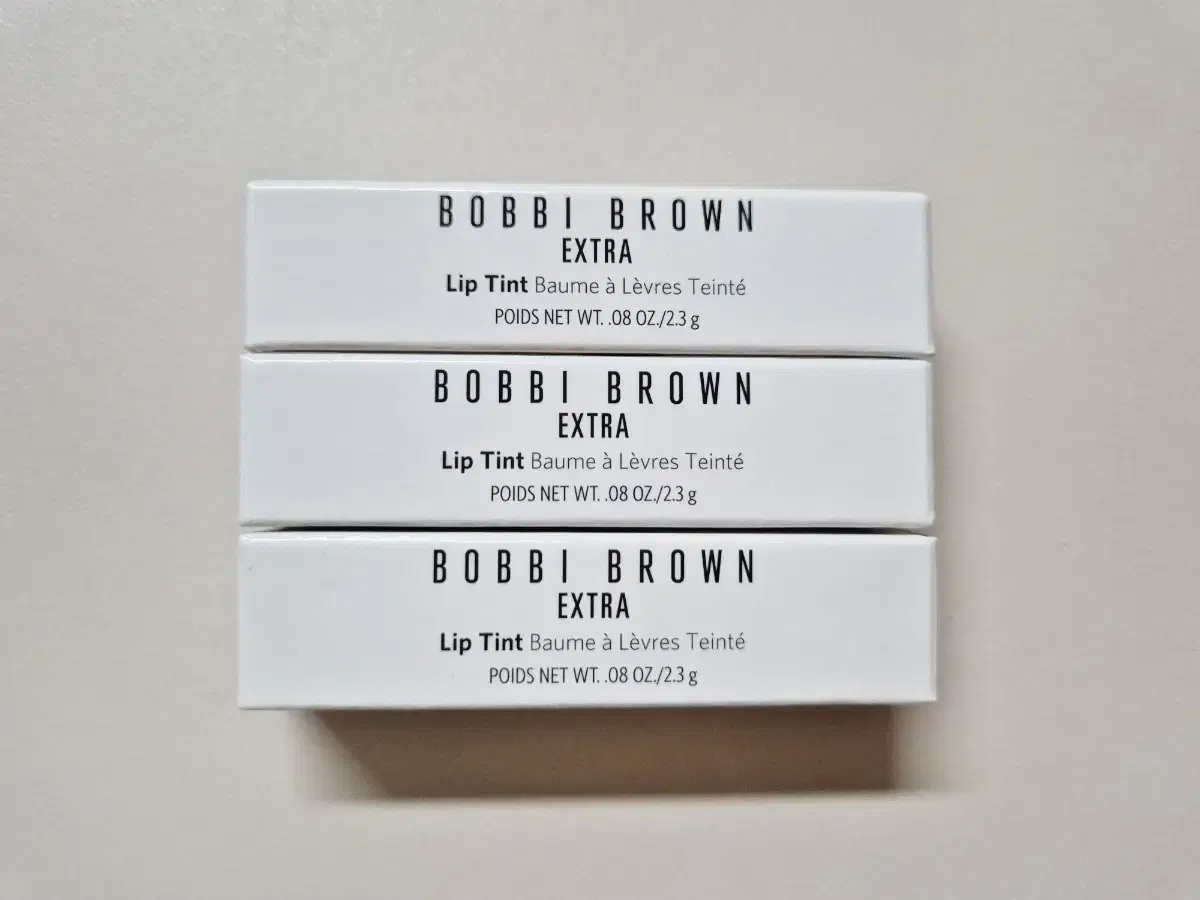 BOBBI BROWN
EXTRA
Lip Tint Baume à Lèvres Teinté
POIDS NET WT. .08 OZ./2.3 g
BOBBI BROWN
EXTRA
Lip Tint Baume à Lèvres Teinté
POIDS NET WT. .08 OZ./2.3 g
BOBBI BROWN
EXTRA
Lip Tint Baume à Lèvres Teinté
POIDS NET WT. .08 OZ./2.3 g